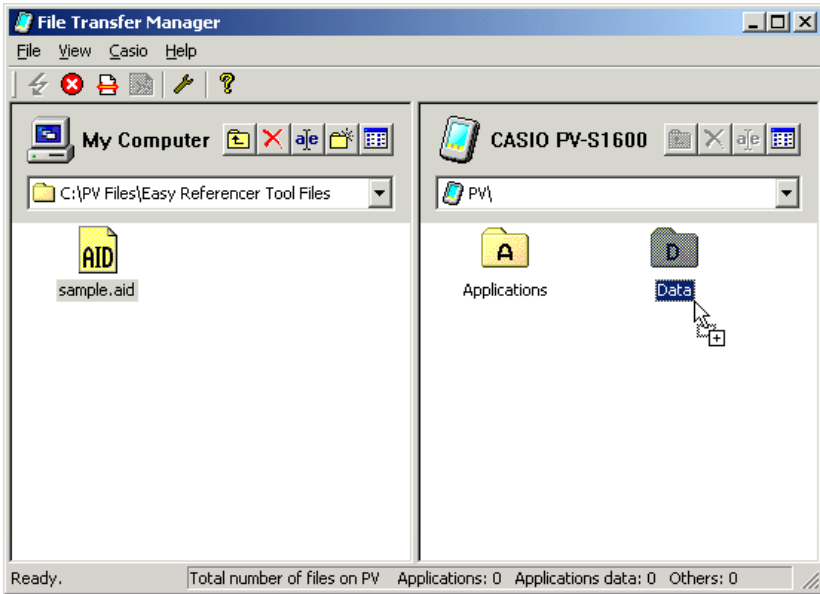 File Transfer Manager
File View Casio Help
My Computer
a|e
CASIO PV-S1600
a|e
C:\PV Files\Easy Referencer Tool Files
PV\
AID
sample.aid
A
Applications
D
Data
Ready.
Total number of files on PV Applications: 0 Applications data: 0 Others: 0